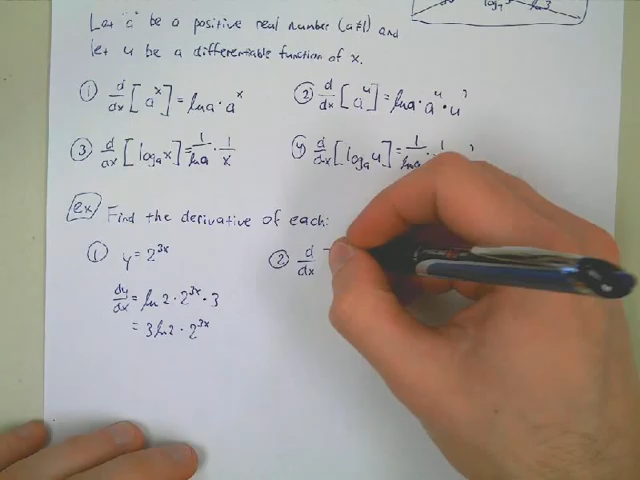 Let "a" be a positive real number (a≠1) and
let u be a differentiable function of x.
① d/dx [a^x] = ln a · a^x ② d/dx [a^u] = ln a · a^u · u'
③ d/dx [log_a x] = 1/ln a · 1/x ④ d/dx [log_a u] = 1/ln a · 1
ex Find the derivative of each:
① y = 2^3x ② d/dx
dy/dx = ln 2 · 2^3x · 3
= 3 ln 2 · 2^3x